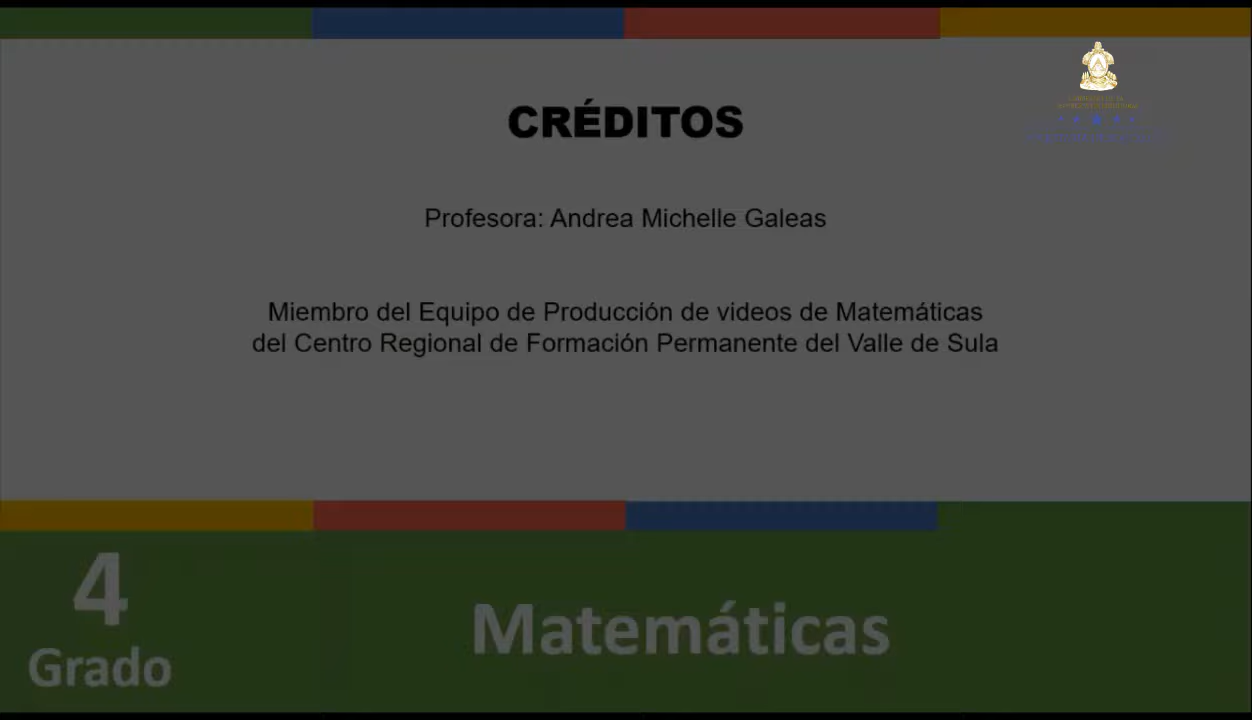 CRÉDITOS
Profesora: Andrea Michelle Galeas
Miembro del Equipo de Producción de videos de Matemáticas
del Centro Regional de Formación Permanente del Valle de Sula
4
Grado
Matemáticas